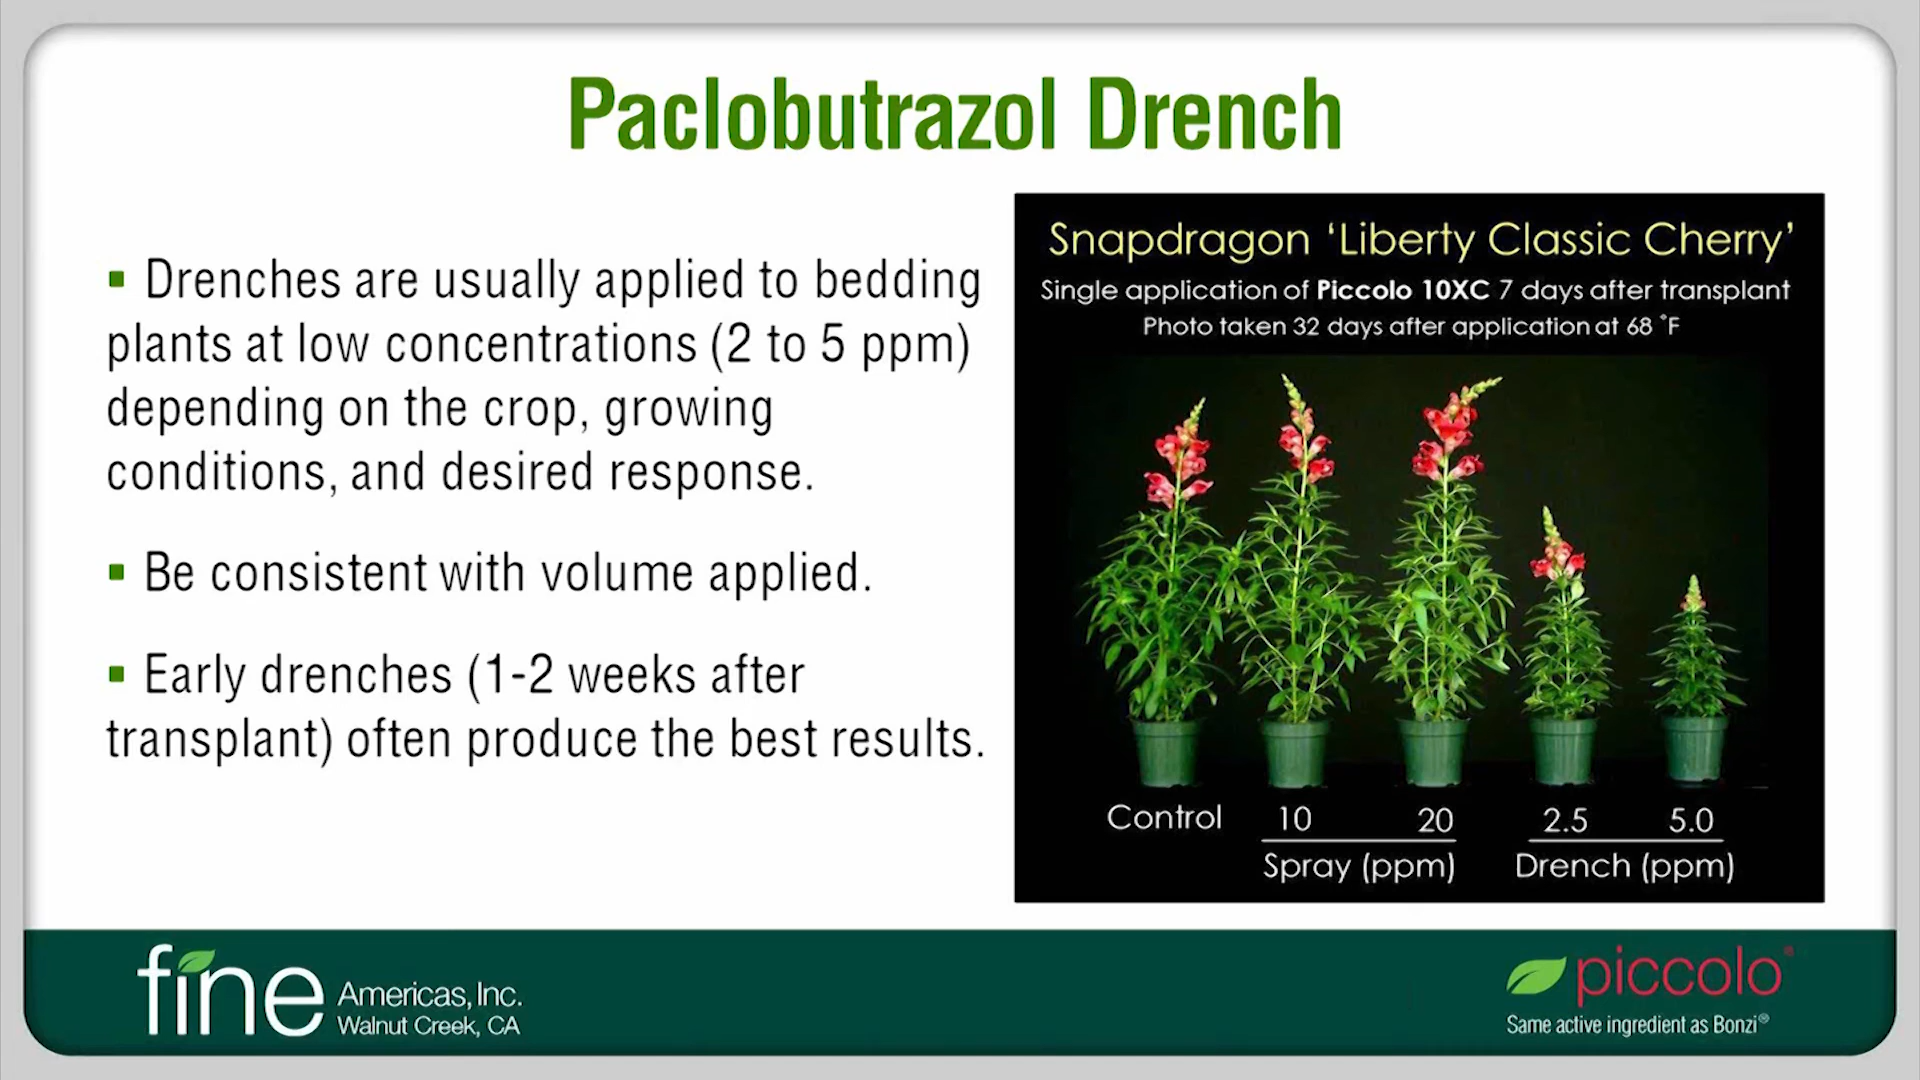 Paclobutrazol Drench
▪ Drenches are usually applied to bedding
plants at low concentrations (2 to 5 ppm)
depending on the crop, growing
conditions, and desired response.
▪ Be consistent with volume applied.
▪ Early drenches (1-2 weeks after
transplant) often produce the best results.
Snapdragon ‘Liberty Classic Cherry’
Single application of Piccolo 10XC 7 days after transplant
Photo taken 32 days after application at 68 °F
Control 10 20 2.5 5.0
Spray (ppm) Drench (ppm)
fine Americas, Inc.
Walnut Creek, CA
piccolo®
Same active ingredient as Bonzi®